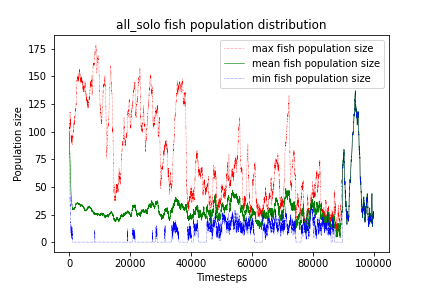 all_solo fish population distribution
max fish population size
mean fish population size
min fish population size
Population size
175
150
125
100
75
50
25
0
0
20000
40000
60000
80000
100000
Timesteps